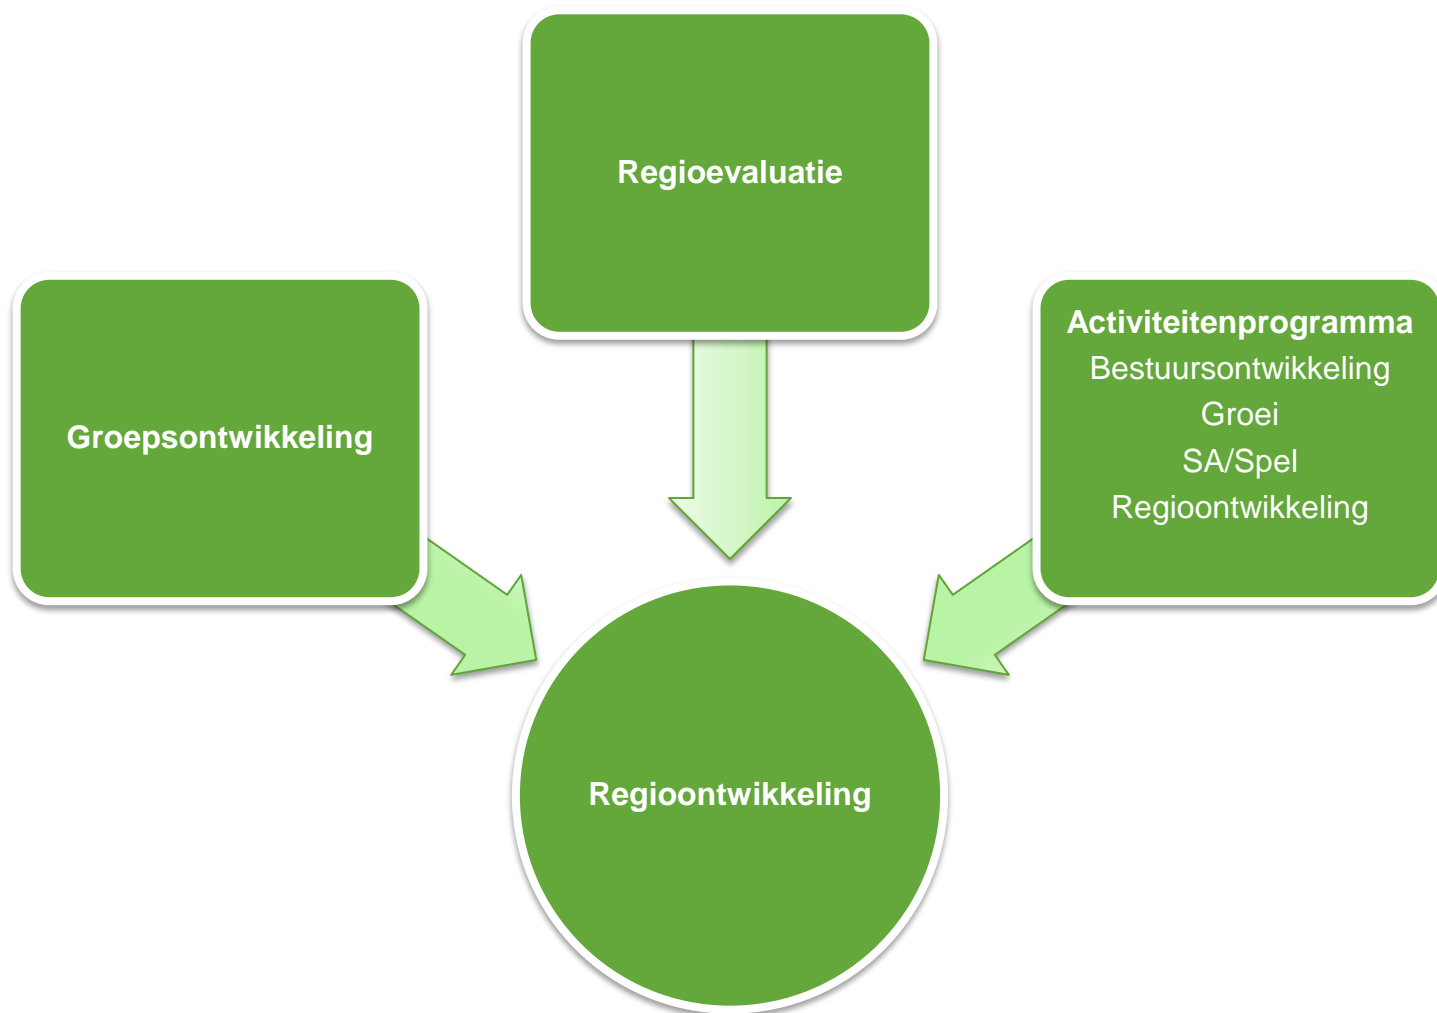 Regioevaluatie
Groepsontwikkeling
Activiteitenprogramma
Bestuursontwikkeling
Groei
SA/Spel
Regioontwikkeling
Regioontwikkeling